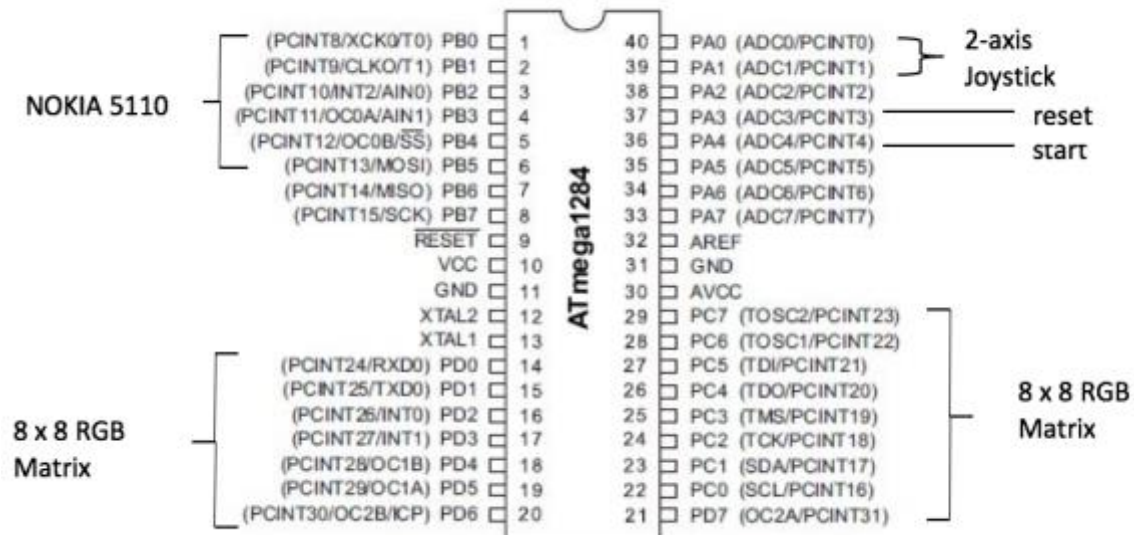 (PCINT8/XCK0/T0) PB0 1 40 PA0 (ADC0/PCINT0) 2-axis
(PCINT9/CLKO/T1) PB1 2 39 PA1 (ADC1/PCINT1) Joystick
(PCINT10/INT2/AIN0) PB2 3 38 PA2 (ADC2/PCINT2)
NOKIA 5110 (PCINT11/OC0A/AIN1) PB3 4 37 PA3 (ADC3/PCINT3) reset
(PCINT12/OC0B/SS) PB4 5 36 PA4 (ADC4/PCINT4) start
(PCINT13/MOSI) PB5 6 35 PA5 (ADC5/PCINT5)
(PCINT14/MISO) PB6 7 34 PA6 (ADC6/PCINT6)
(PCINT15/SCK) PB7 8 33 PA7 (ADC7/PCINT7)
RESET 9 32 AREF
VCC 10 31 GND
GND 11 30 AVCC
XTAL2 12 29 PC7 (TOSC2/PCINT23)
XTAL1 13 28 PC6 (TOSC1/PCINT22)
(PCINT24/RXD0) PD0 14 27 PC5 (TDI/PCINT21)
(PCINT25/TXD0) PD1 15 26 PC4 (TDO/PCINT20)
(PCINT26/INT0) PD2 16 25 PC3 (TMS/PCINT19)
(PCINT27/INT1) PD3 17 24 PC2 (TCK/PCINT18)
(PCINT28/OC1B) PD4 18 23 PC1 (SDA/PCINT17)
(PCINT29/OC1A) PD5 19 22 PC0 (SCL/PCINT16)
(PCINT30/OC2B/ICP) PD6 20 21 PD7 (OC2A/PCINT31)
ATmega1284
8 x 8 RGB
Matrix
8 x 8 RGB
Matrix